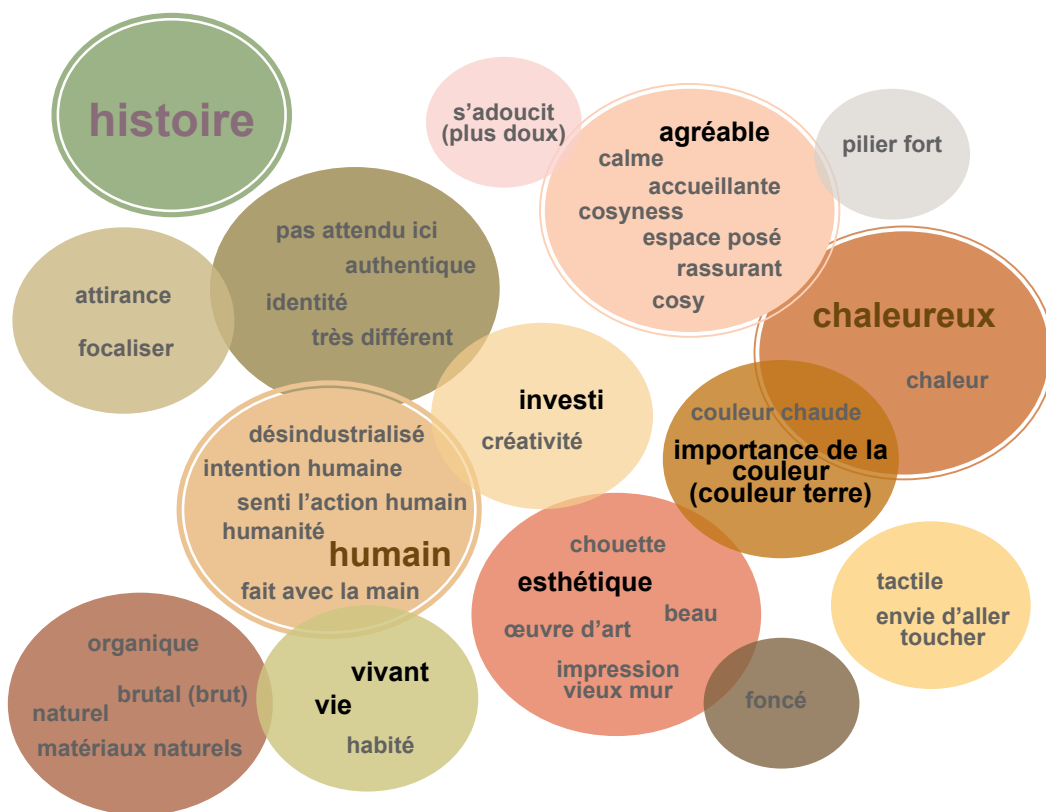 histoire
s’adoucit
(plus doux)
agréable
calme
accueillante
cosyness
espace posé
rassurant
cosy
pilier fort
pas attendu ici
authentique
identité
très différent
attirance
focaliser
chaleureux
chaleur
investi
créativité
couleur chaude
importance de la
couleur
(couleur terre)
désindustrialisé
intention humaine
senti l’action humain
humanité
humain
fait avec la main
chouette
esthétique
beau
œuvre d’art
impression
vieux mur
tactile
envie d’aller
toucher
organique
brutal (brut)
naturel
matériaux naturels
vivant
vie
habité
foncé